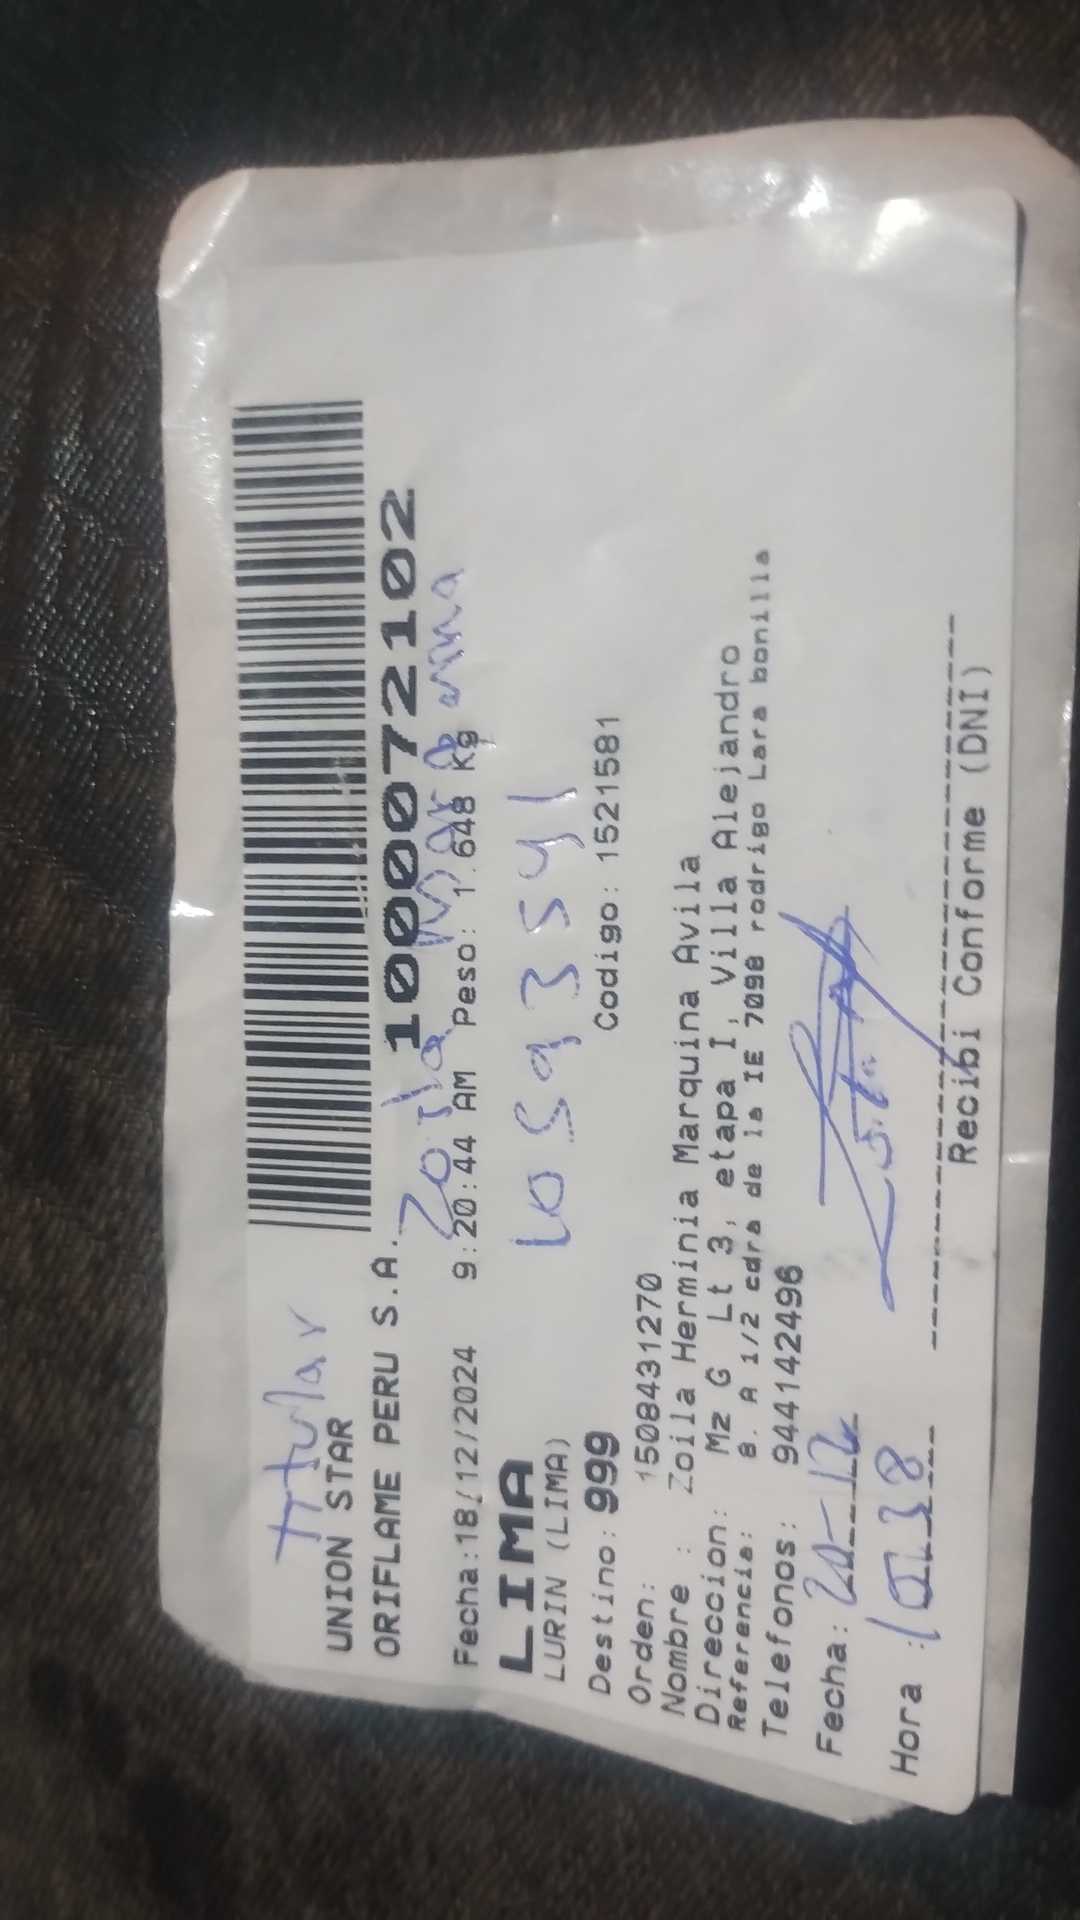 titular
UNION STAR
ORIFLAME PERU S.A.
1000072102
Zoila Marquina
Fecha:18/12/2024 9:20:44 AM Peso: 1.648 Kg
LIMA
LURIN (LIMA)
Destino: 999 Codigo: 1521581
Orden: 1508431270
Nombre : Zoila Herminia Marquina Avila
Direccion: Mz G Lt 3, etapa I, Villa Alejandro
Referencia: 8. A 1/2 cdra de la IE 7098 rodrigo Lara bonilla
Telefonos: 944142496
Fecha: 20-12
Hora : 10.38
Recibi Conforme (DNI)